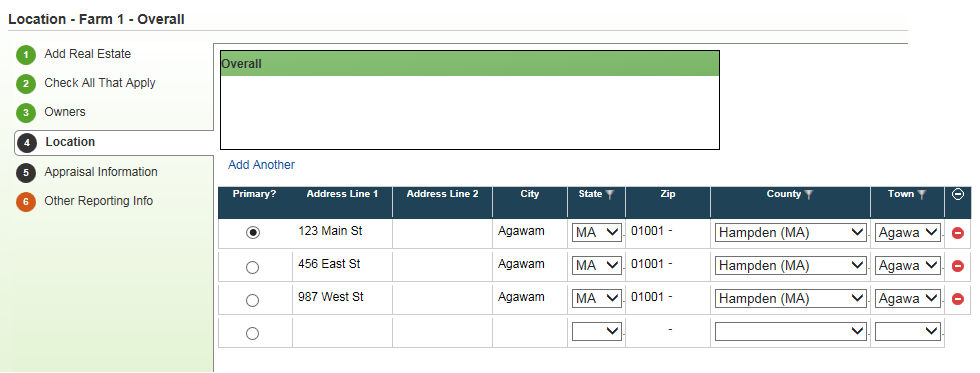 Location - Farm 1 - Overall
1 Add Real Estate
2 Check All That Apply
3 Owners
4 Location
5 Appraisal Information
6 Other Reporting Info
Overall
Add Another
Primary? Address Line 1 Address Line 2 City State Zip County Town
123 Main St Agawam MA 01001 - Hampden (MA) Agawa
456 East St Agawam MA 01001 - Hampden (MA) Agawa
987 West St Agawam MA 01001 - Hampden (MA) Agawa
-